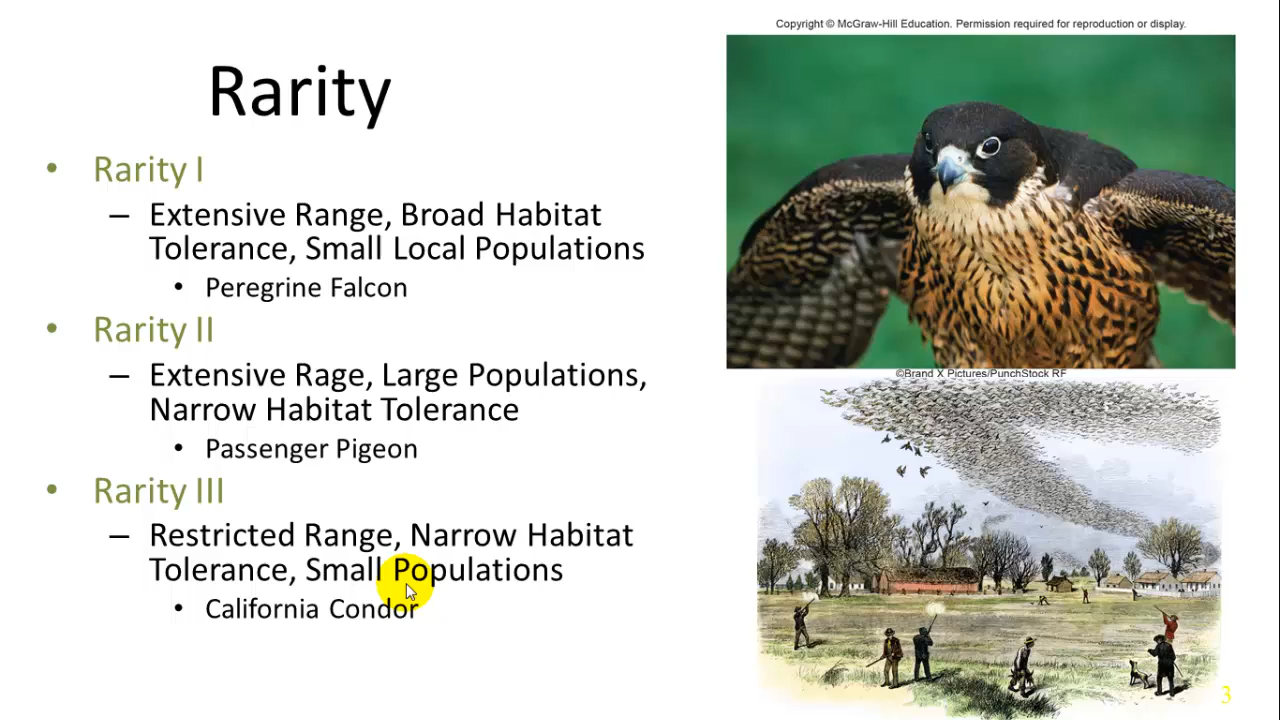 Copyright © McGraw-Hill Education. Permission required for reproduction or display.
Rarity
• Rarity I
– Extensive Range, Broad Habitat
Tolerance, Small Local Populations
• Peregrine Falcon
• Rarity II
– Extensive Rage, Large Populations,
Narrow Habitat Tolerance
• Passenger Pigeon
• Rarity III
– Restricted Range, Narrow Habitat
Tolerance, Small Populations
• California Condor
©Brand X Pictures/PunchStock RF
3